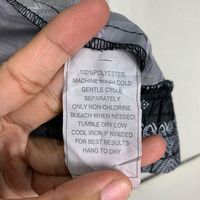 100%POLYESTER
MACHINE WASH COLD
GENTLE CYCLE
SEPARATELY
ONLY NON-CHLORINE
BLEACH WHEN NEEDED
TUMBLE DRY LOW
COOL IRON IF NEEDED
FOR BEST RESULTS
HANG TO DRY